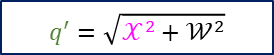 q′ = √(𝒳² + 𝒲²)